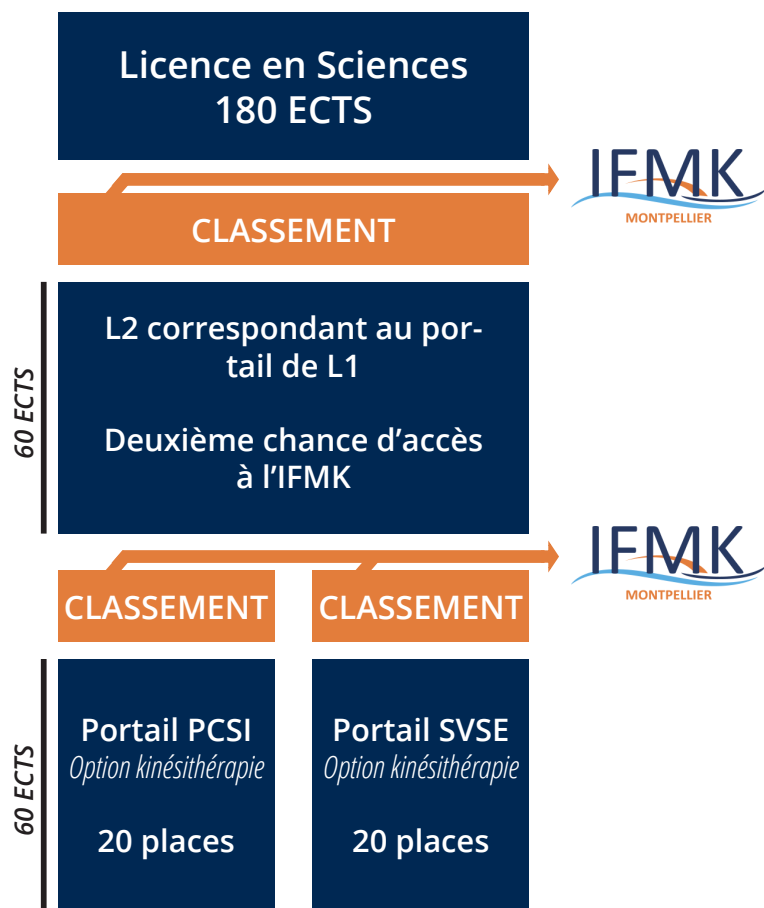 Licence en Sciences
180 ECTS
IFMK
MONTPELLIER
CLASSEMENT
60 ECTS
L2 correspondant au por-
tail de L1
Deuxième chance d’accès
à l’IFMK
IFMK
MONTPELLIER
CLASSEMENT
CLASSEMENT
60 ECTS
Portail PCSI
Option kinésithérapie
20 places
Portail SVSE
Option kinésithérapie
20 places